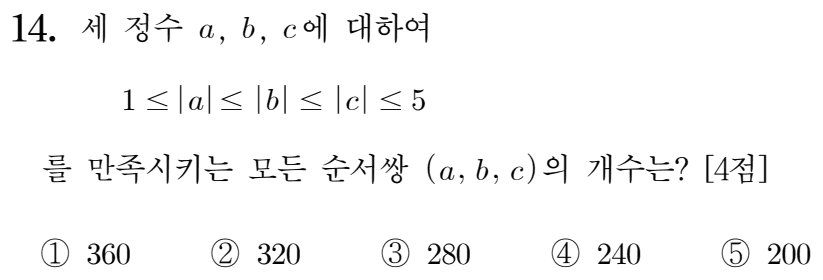 14. 세 정수 a, b, c에 대하여
1 ≤ |a| ≤ |b| ≤ |c| ≤ 5
를 만족시키는 모든 순서쌍 (a, b, c)의 개수는? [4점]
① 360 ② 320 ③ 280 ④ 240 ⑤ 200